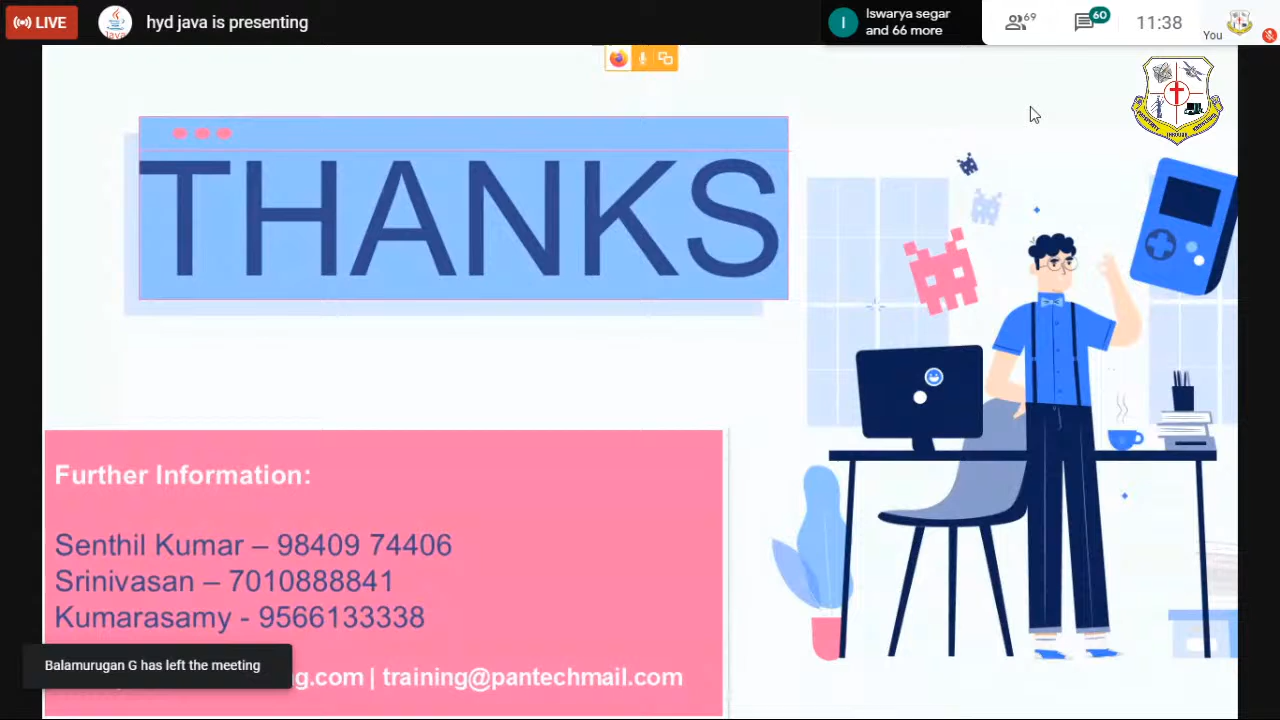 LIVE
hyd java is presenting
I
Iswarya segar
and 66 more
69
60
11:38
You
Java
THANKS
Further Information:
Senthil Kumar – 98409 74406
Srinivasan – 7010888841
Kumarasamy - 9566133338
Balamurugan G has left the meeting
g.com | training@pantechmail.com